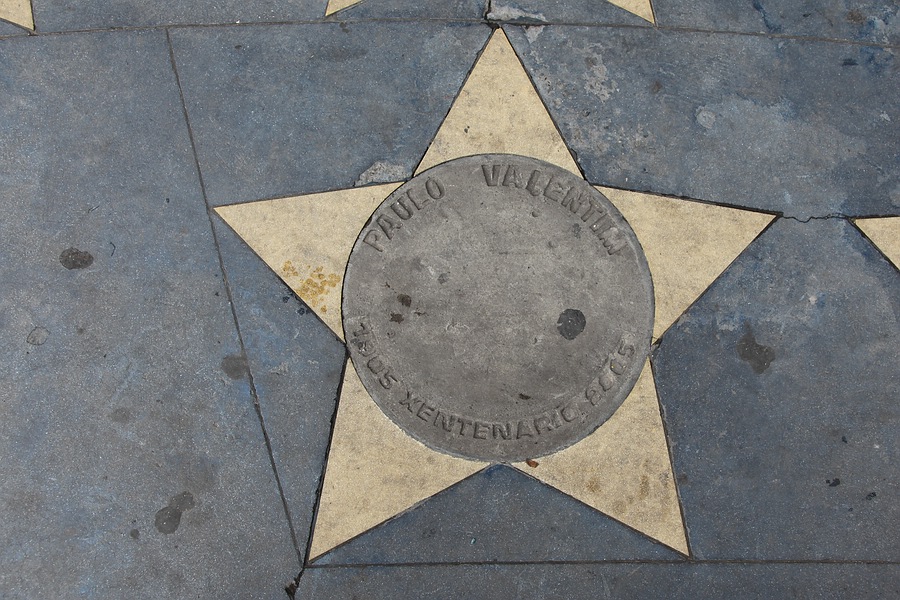 PAULO VALENTIM
1905 XENTENARIO 2005